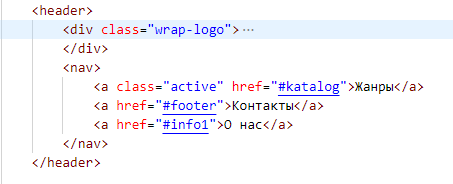 <header>
<div class="wrap-logo">···
</div>
<nav>
<a class="active" href="#katalog">Жанры</a>
<a href="#footer">Контакты</a>
<a href="#info1">О нас</a>
</nav>
</header>